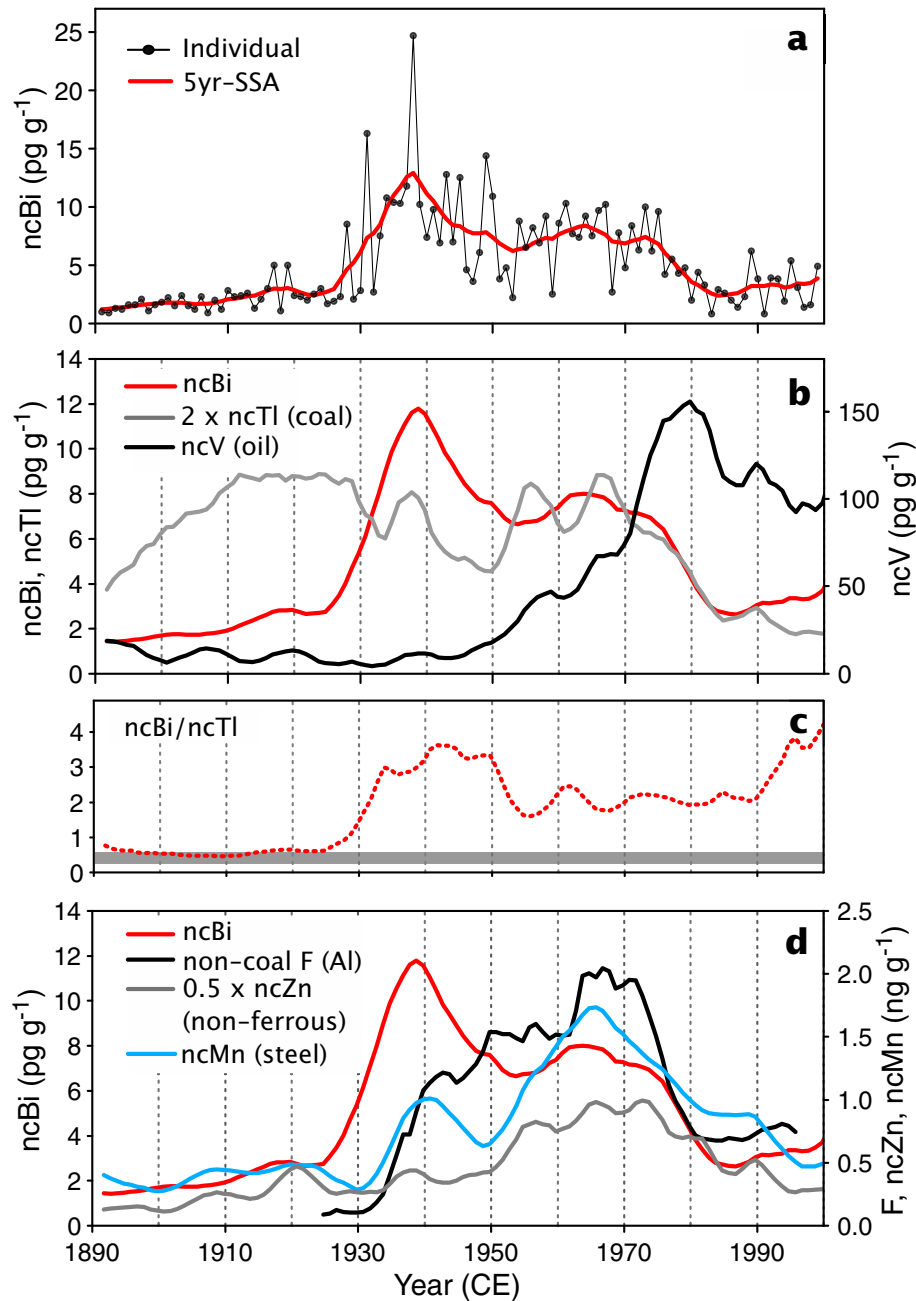 a
Individual
5yr-SSA
25
20
15
10
5
0
ncBi (pg g⁻¹)
b
ncBi
2 x ncTl (coal)
ncV (oil)
14
12
10
8
6
4
2
0
ncBi, ncTl (pg g⁻¹)
150
100
50
0
ncV (pg g⁻¹)
c
ncBi/ncTl
4
3
2
1
0
d
ncBi
non-coal F (Al)
0.5 x ncZn
(non-ferrous)
ncMn (steel)
14
12
10
8
6
4
2
0
ncBi (pg g⁻¹)
2.5
2.0
1.5
1.0
0.5
0.0
F, ncZn, ncMn (ng g⁻¹)
1890 1910 1930 1950 1970 1990
Year (CE)